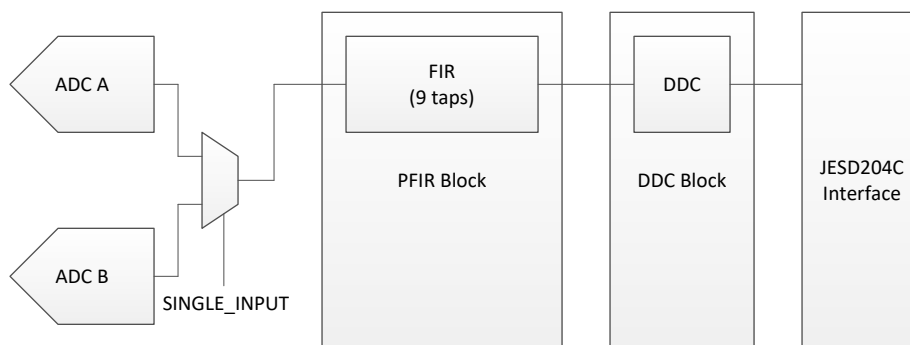 ADC A
ADC B
SINGLE_INPUT
FIR
(9 taps)
PFIR Block
DDC
DDC Block
JESD204C
Interface